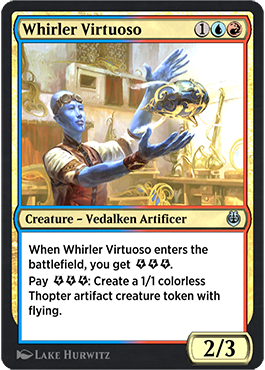 Whirler Virtuoso 1
Creature – Vedalken Artificer
When Whirler Virtuoso enters the
battlefield, you get
Pay : Create a 1/1 colorless
Thopter artifact creature token with
flying.
2/3
Lake Hurwitz